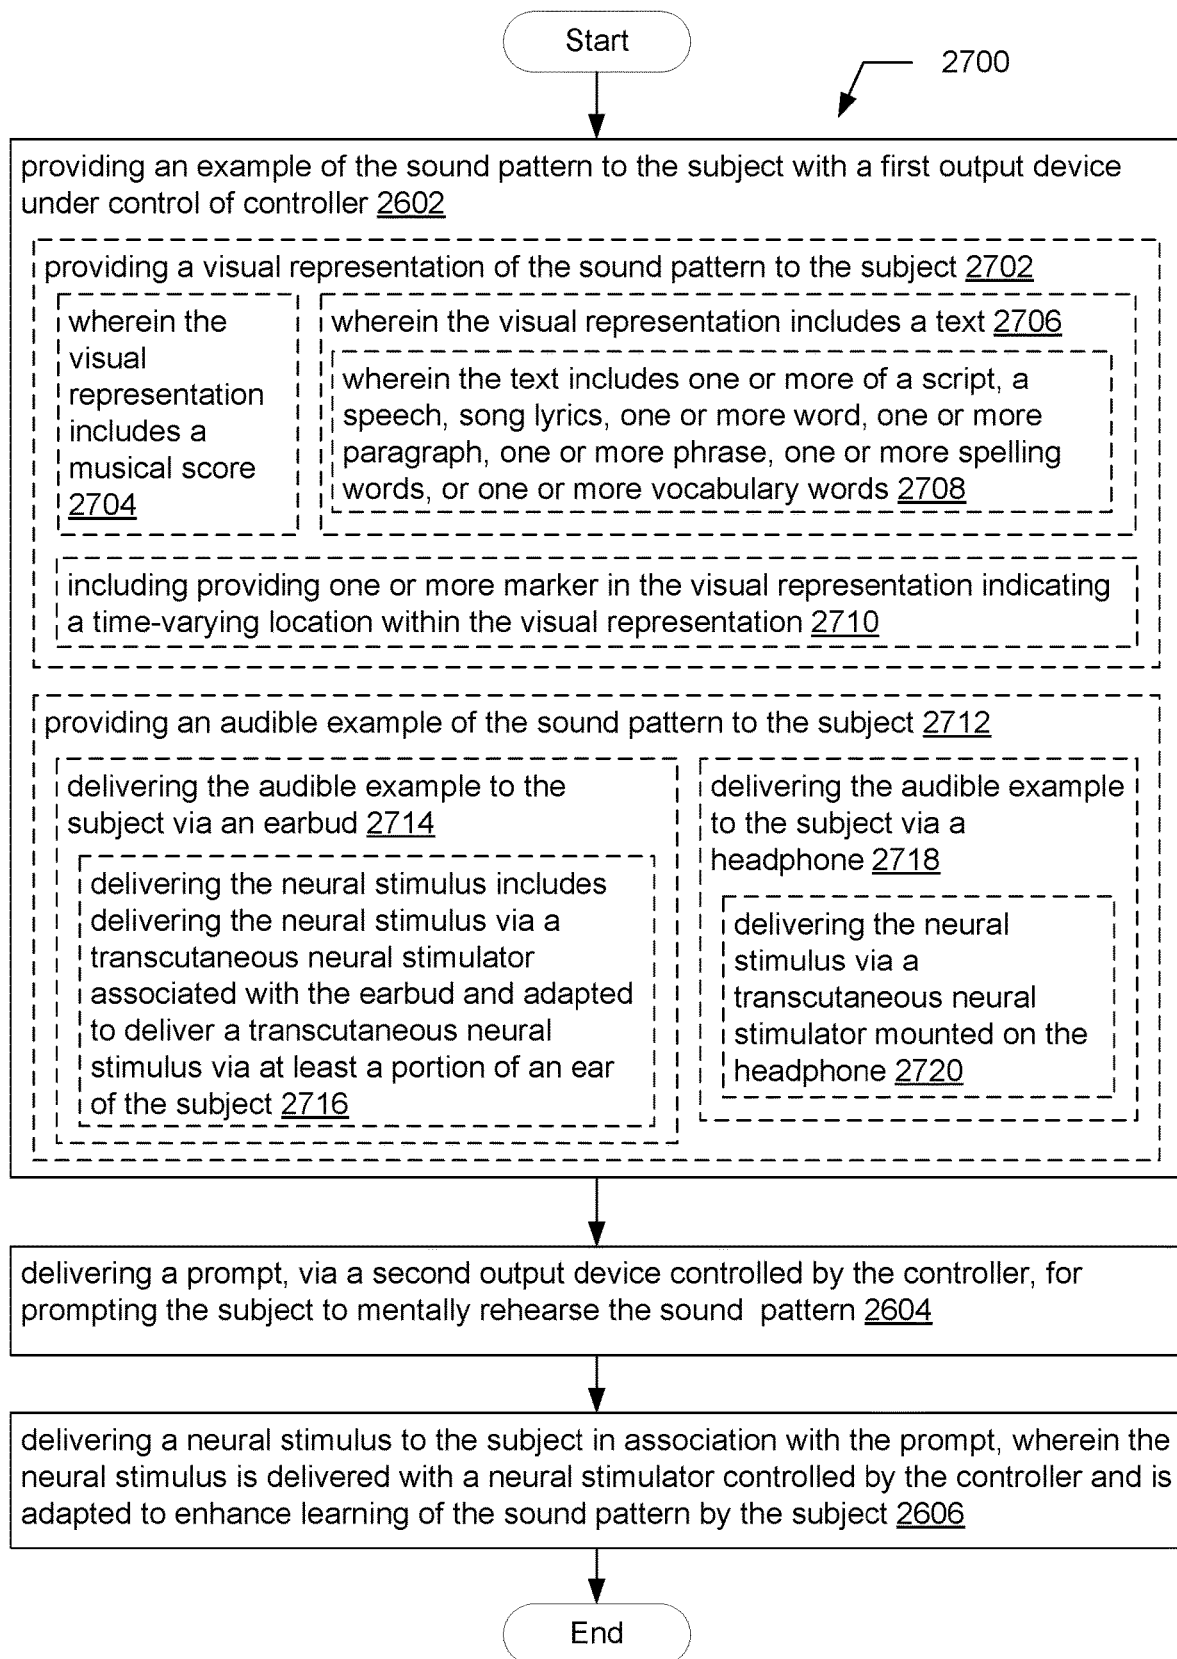 Start
2700
providing an example of the sound pattern to the subject with a first output device
under control of controller 2602
providing a visual representation of the sound pattern to the subject 2702
wherein the
visual
representation
includes a
musical score
2704
wherein the visual representation includes a text 2706
wherein the text includes one or more of a script, a
speech, song lyrics, one or more word, one or more
paragraph, one or more phrase, one or more spelling
words, or one or more vocabulary words 2708
including providing one or more marker in the visual representation indicating
a time-varying location within the visual representation 2710
providing an audible example of the sound pattern to the subject 2712
delivering the audible example to the
subject via an earbud 2714
delivering the neural stimulus includes
delivering the neural stimulus via a
transcutaneous neural stimulator
associated with the earbud and adapted
to deliver a transcutaneous neural
stimulus via at least a portion of an ear
of the subject 2716
delivering the audible example
to the subject via a
headphone 2718
delivering the neural
stimulus via a
transcutaneous neural
stimulator mounted on the
headphone 2720
delivering a prompt, via a second output device controlled by the controller, for
prompting the subject to mentally rehearse the sound pattern 2604
delivering a neural stimulus to the subject in association with the prompt, wherein the
neural stimulus is delivered with a neural stimulator controlled by the controller and is
adapted to enhance learning of the sound pattern by the subject 2606
End